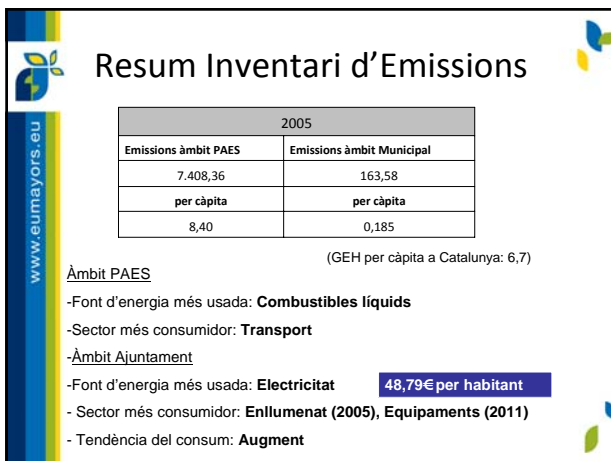 Resum Inventari d'Emissions
www.eumayors.eu
2005
Emissions àmbit PAES Emissions àmbit Municipal
7.408,36 163,58
per càpita per càpita
8,40 0,185
(GEH per càpita a Catalunya: 6,7)
Àmbit PAES
-Font d'energia més usada: Combustibles líquids
-Sector més consumidor: Transport
-Àmbit Ajuntament
-Font d'energia més usada: Electricitat 48,79€ per habitant
- Sector més consumidor: Enllumenat (2005), Equipaments (2011)
- Tendència del consum: Augment